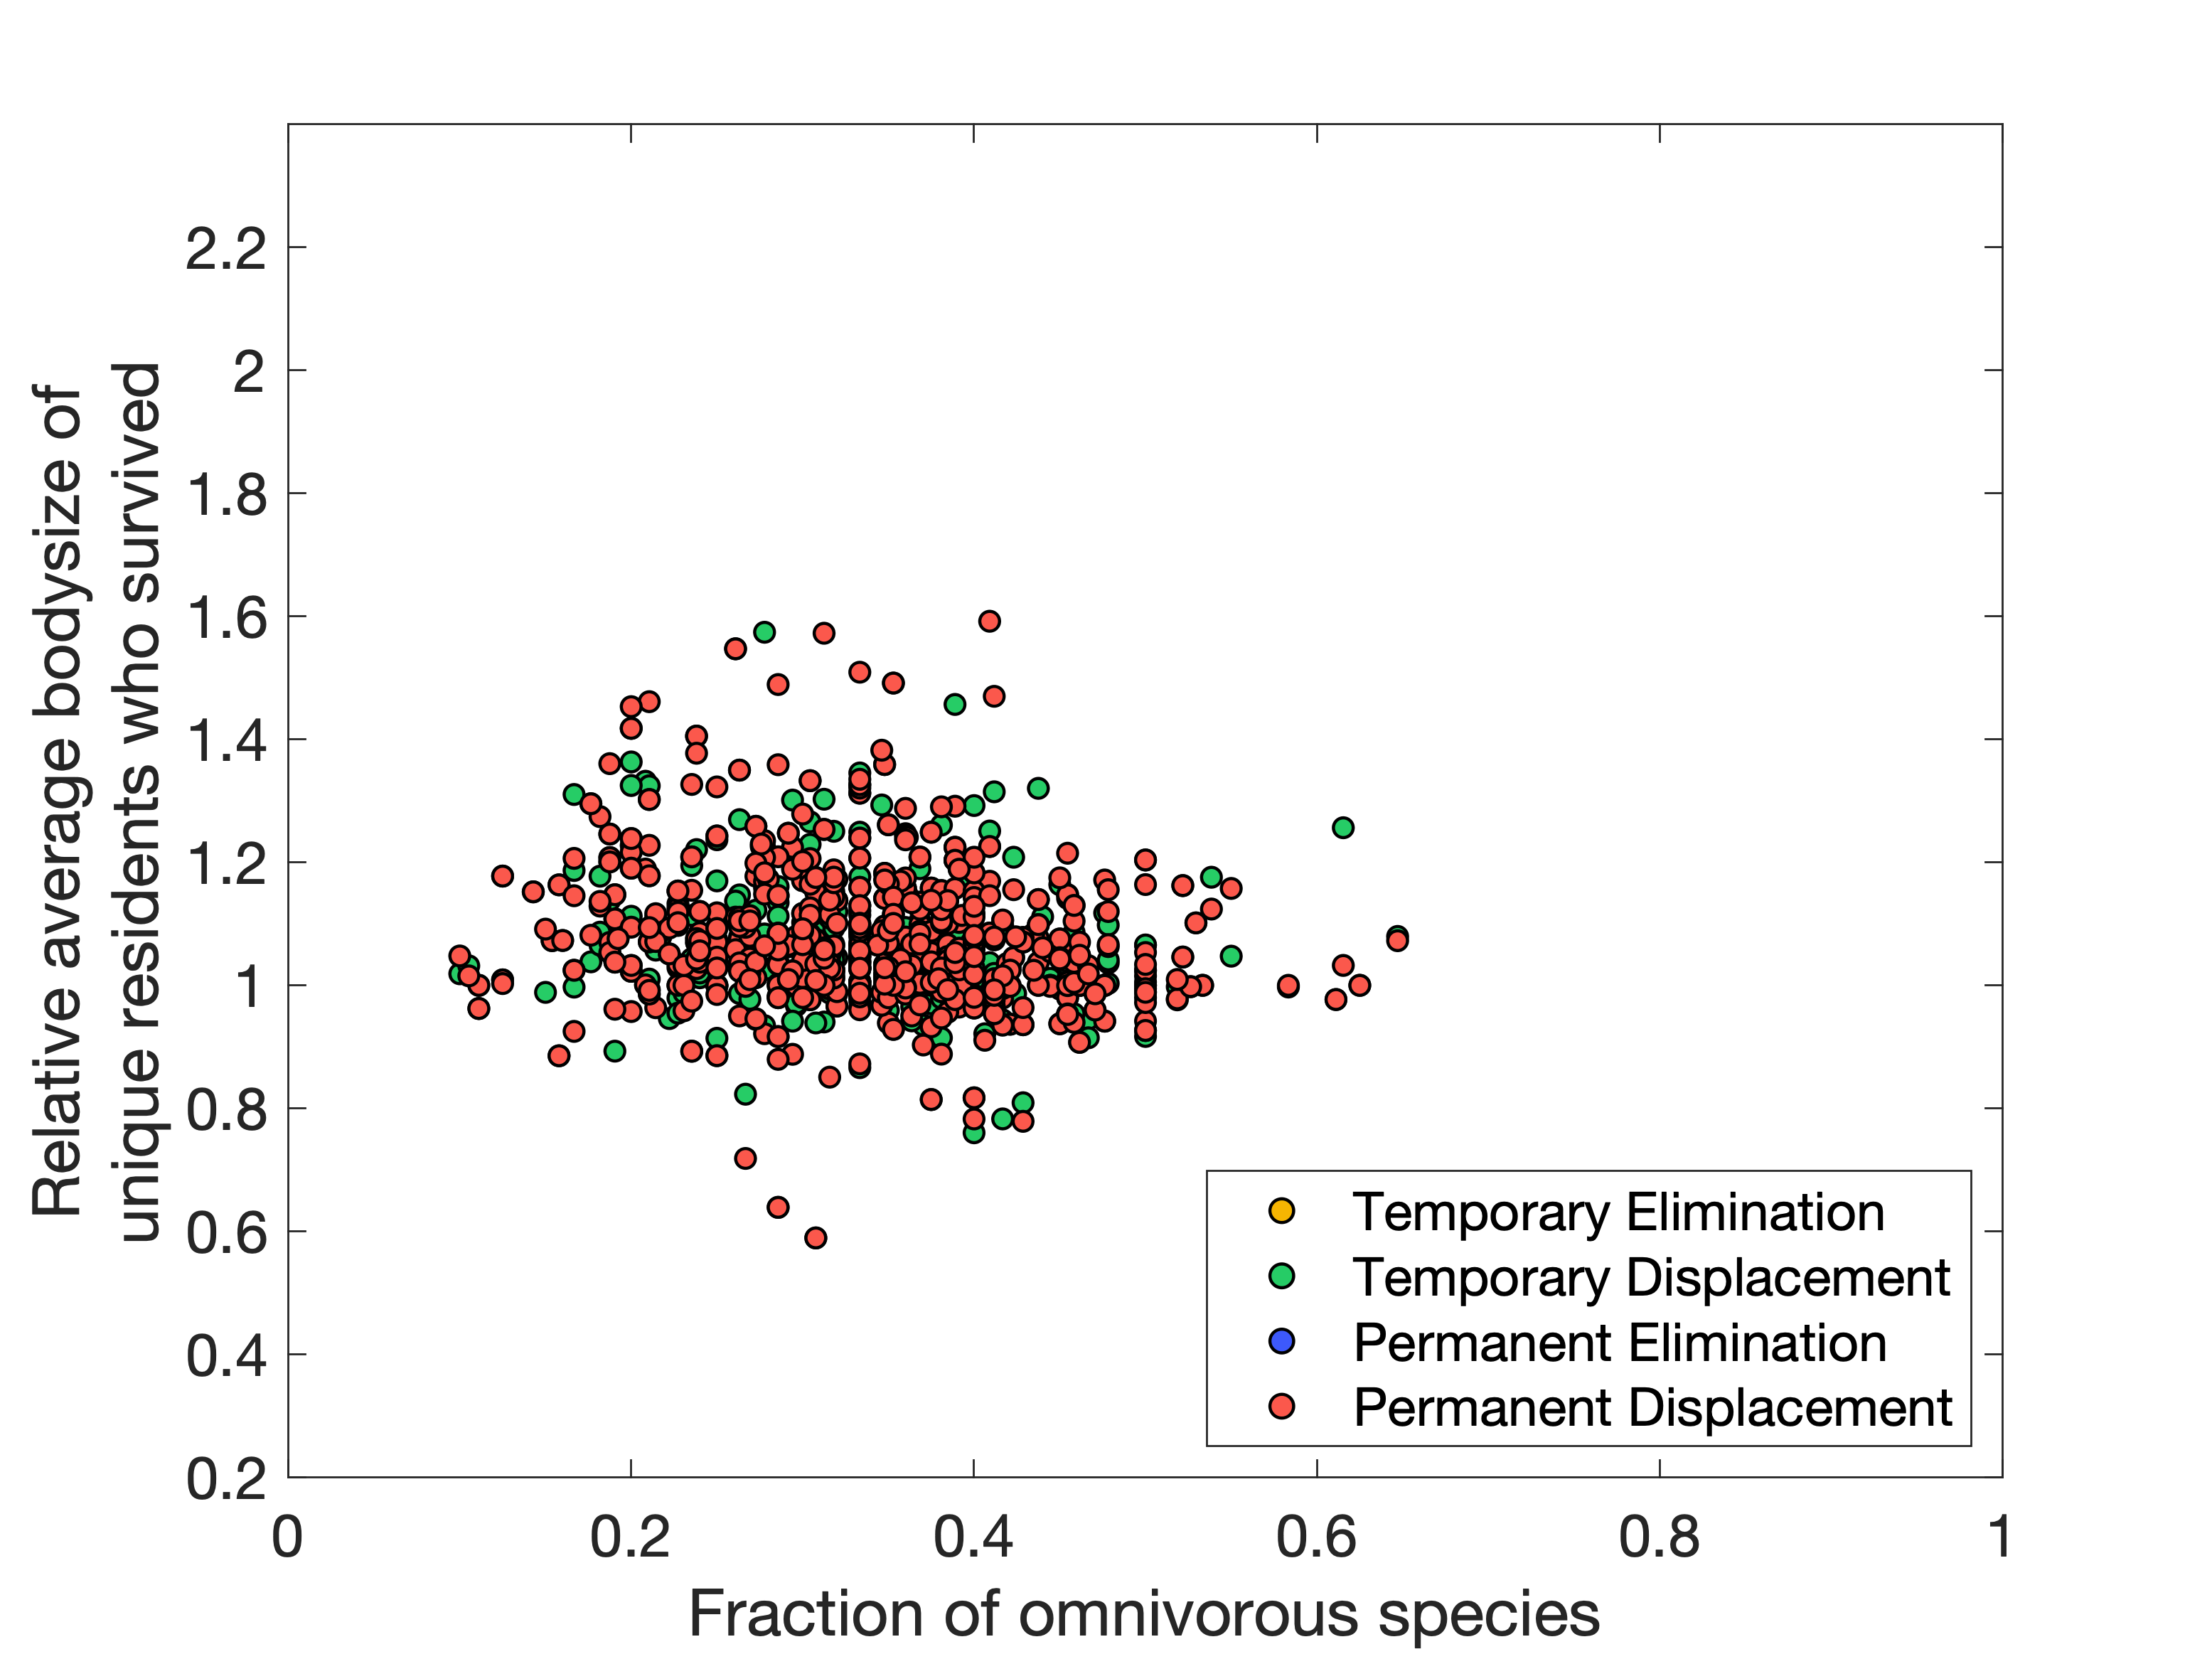 Relative average bodysize of
unique residents who survived
2.2
2
1.8
1.6
1.4
1.2
1
0.8
0.6
0.4
0.2
0
0.2
0.4
0.6
0.8
1
Fraction of omnivorous species
Temporary Elimination
Temporary Displacement
Permanent Elimination
Permanent Displacement